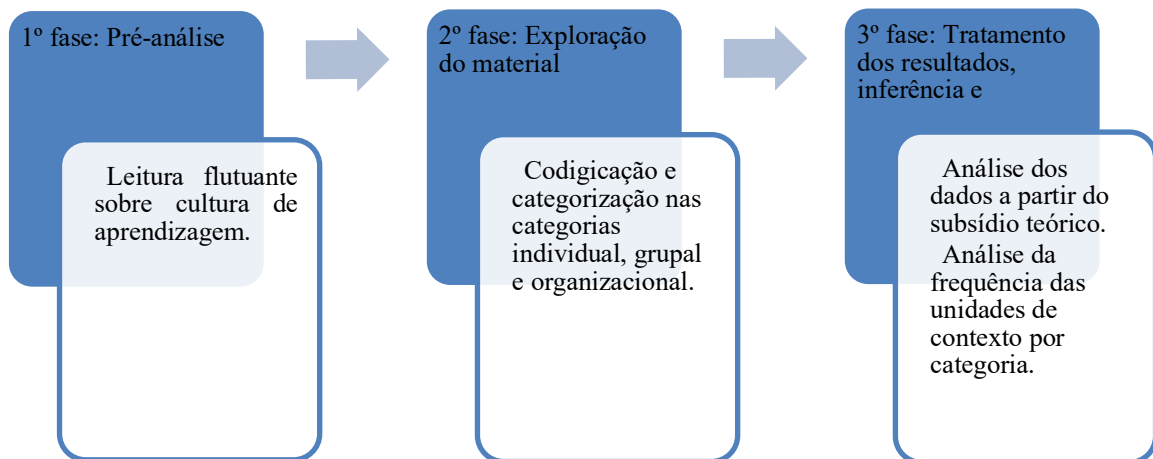 1º fase: Pré-análise
Leitura flutuante
sobre cultura de
aprendizagem.
2º fase: Exploração
do material
Codigicação e
categorização nas
categorias
individual, grupal
e organizacional.
3º fase: Tratamento
dos resultados,
inferência e
Análise dos
dados a partir do
subsídio teórico.
Análise da
frequência das
unidades de
contexto por
categoria.